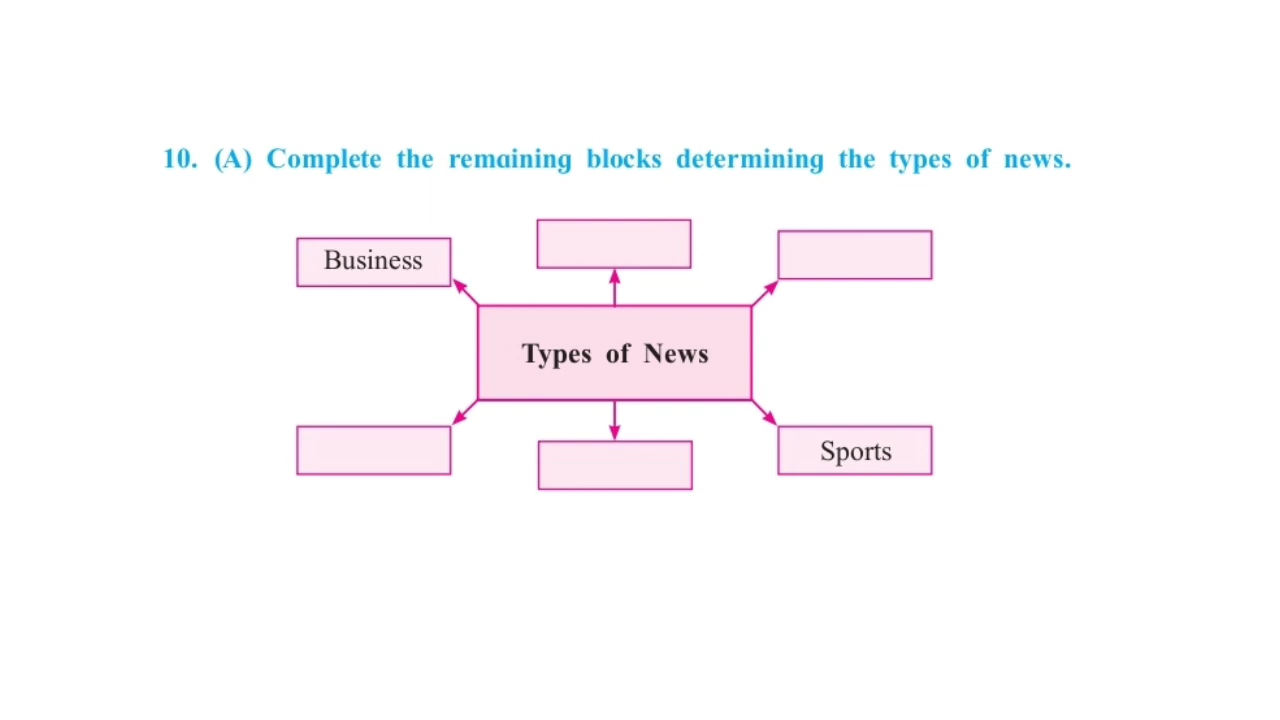 10. (A) Complete the remaining blocks determining the types of news.
Business
Types of News
Sports